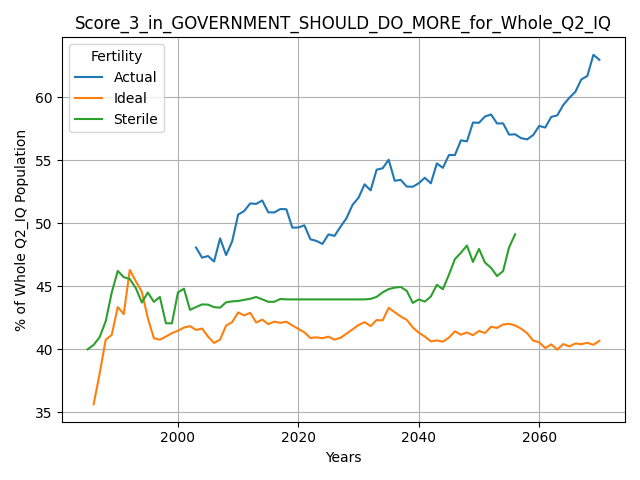 Score_3_in_GOVERNMENT_SHOULD_DO_MORE_for_Whole_Q2_IQ
Fertility
Actual
Ideal
Sterile
% of Whole Q2_IQ Population
60
55
50
45
40
35
2000
2020
2040
2060
Years